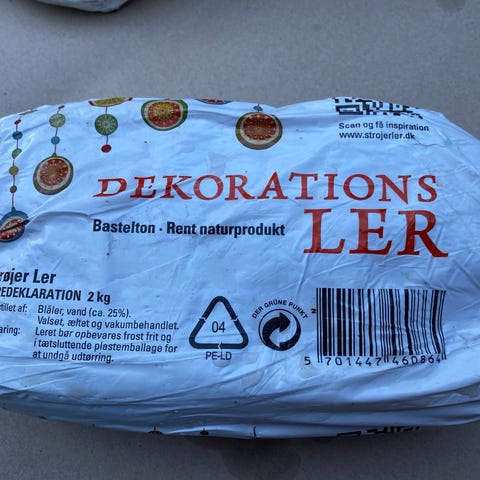 Scan og få inspiration
www.strojerler.dk
DEKORATIONS
LER
Bastelton · Rent naturprodukt
røjer Ler
REDEKLARATION 2 kg
tillet af: Blåler, vand (ca. 25%).
Valset, æltet og vakumbehandlet.
aring: Leret bør opbevares frost frit og
i tætsluttende plastemballage for
at undgå udtørring.
04
PE-LD
DER GRÜNE PUNKT
5 701447 460864